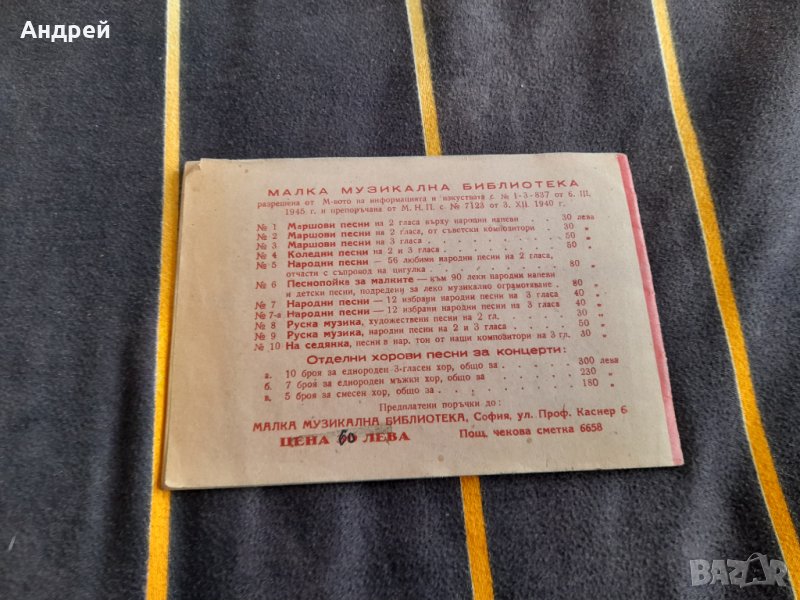 Андрей
МАЛКА МУЗИКАЛНА БИБЛИОТЕКА
разрешена от М-вото на информацията и изкуствата с № 1-3-837 от 6. III.
1945 г. и препоръчана от М. Н. П. с. № 7123 от 3. XII. 1940 г.
№ 1 Маршови песни на 2 гласа върху народни напеви . 30 лева
№ 2 Маршови песни на 2 гласа, от съветски композитори . 30 „
№ 3 Маршови песни на 3 гласа . . . . . . 50 „
№ 4 Коледни песни на 2 и 3 гласа . . . . . 50 „
№ 5 Народни песни — 56 любими народни песни на 2 гласа,
отчасти с съпровод на цигулка . . . . . . 80 „
№ 6 Песнопойка за малките — към 90 леки народни напеви
и детски песни, подредени за леко музикално ограмотяване . 80 „
№ 7 Народни песни — 12 избрани народни песни на 3 гласа 40 „
№ 7-а Народни песни — 12 избрани народни песни на 3 гласа 40 „
№ 8 Руска музика, художествени песни на 2 гл. . . . 30 „
№ 9 Руска музика, народни песни на 2 и 3 гласа . . . 50 „
№ 10 На седянка, песни в нар. тон от наши композитори на 3 гл. 30 „
Отделни хорови песни за концерти:
а. 10 броя за еднороден 3-гласен хор, общо за . . . . 300 лева
б. 7 броя за еднороден мъжки хор, общо за . . . . 230 „
в. 5 броя за смесен хор, общо за . . . . . . 180 „
Предплатени поръчки до:
МАЛКА МУЗИКАЛНА БИБЛИОТЕКА, София, ул. Проф. Каснер 6
ЦЕНА 60 ЛЕВА Пощ. чекова сметка 6658
BAZAR